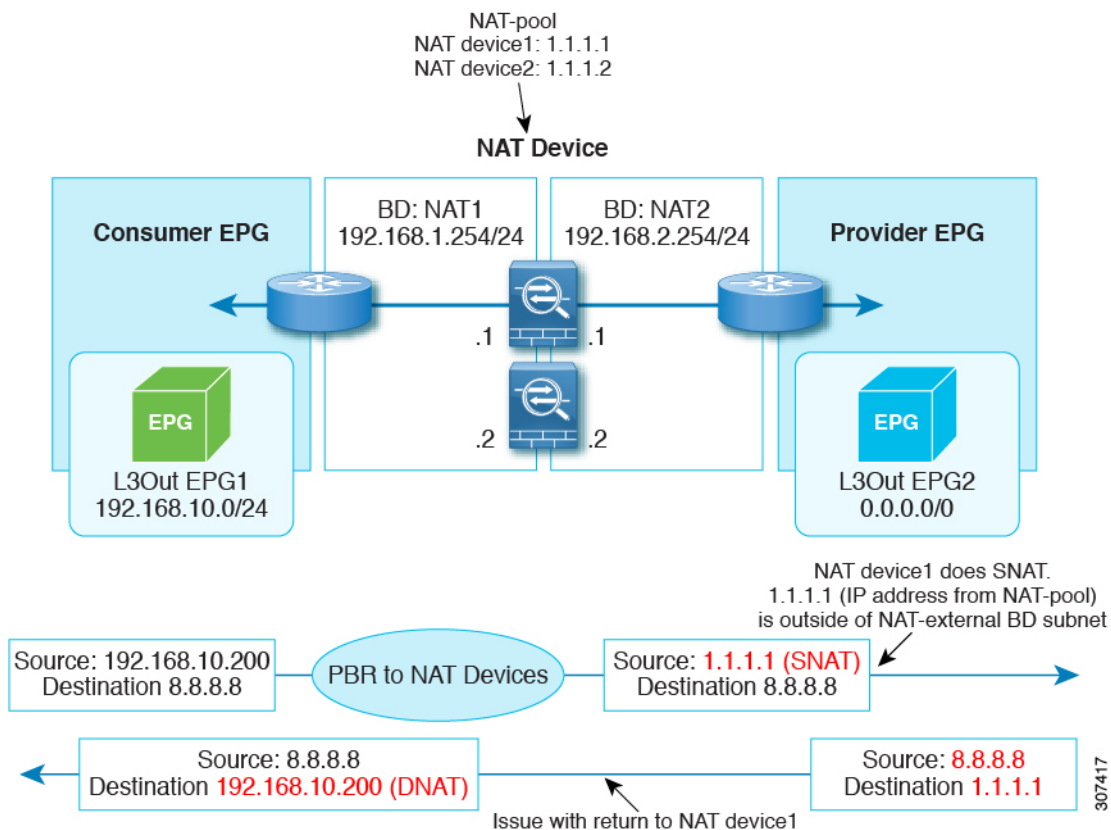 NAT-pool
NAT device1: 1.1.1.1
NAT device2: 1.1.1.2
NAT Device
Consumer EPG
BD: NAT1
192.168.1.254/24
BD: NAT2
192.168.2.254/24
Provider EPG
.1
.1
.2
.2
EPG
L3Out EPG1
192.168.10.0/24
EPG
L3Out EPG2
0.0.0.0/0
NAT device1 does SNAT.
1.1.1.1 (IP address from NAT-pool)
is outside of NAT-external BD subnet
Source: 192.168.10.200
Destination 8.8.8.8
PBR to NAT Devices
Source: 1.1.1.1 (SNAT)
Destination 8.8.8.8
Source: 8.8.8.8
Destination 192.168.10.200 (DNAT)
Source: 8.8.8.8
Destination 1.1.1.1
Issue with return to NAT device1
307417